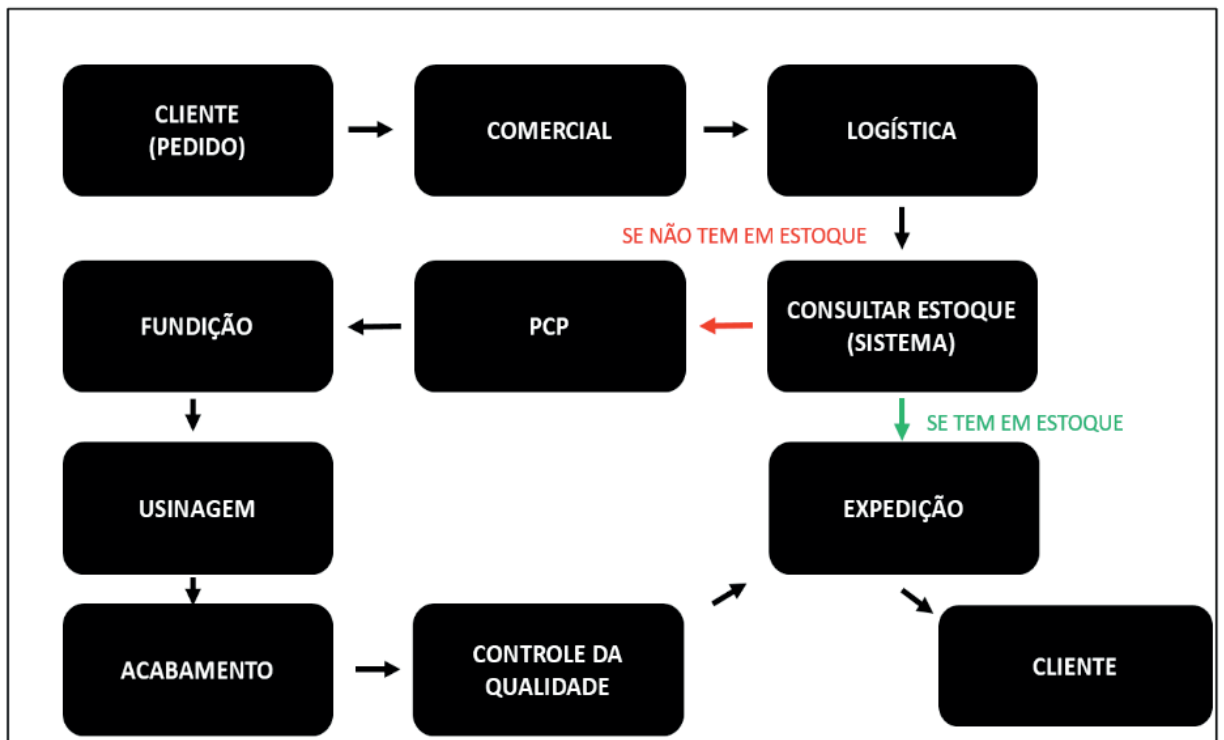 CLIENTE
(PEDIDO)
COMERCIAL
LOGÍSTICA
SE NÃO TEM EM ESTOQUE
FUNDIÇÃO
PCP
CONSULTAR ESTOQUE
(SISTEMA)
SE TEM EM ESTOQUE
USINAGEM
EXPEDIÇÃO
ACABAMENTO
CONTROLE DA
QUALIDADE
CLIENTE